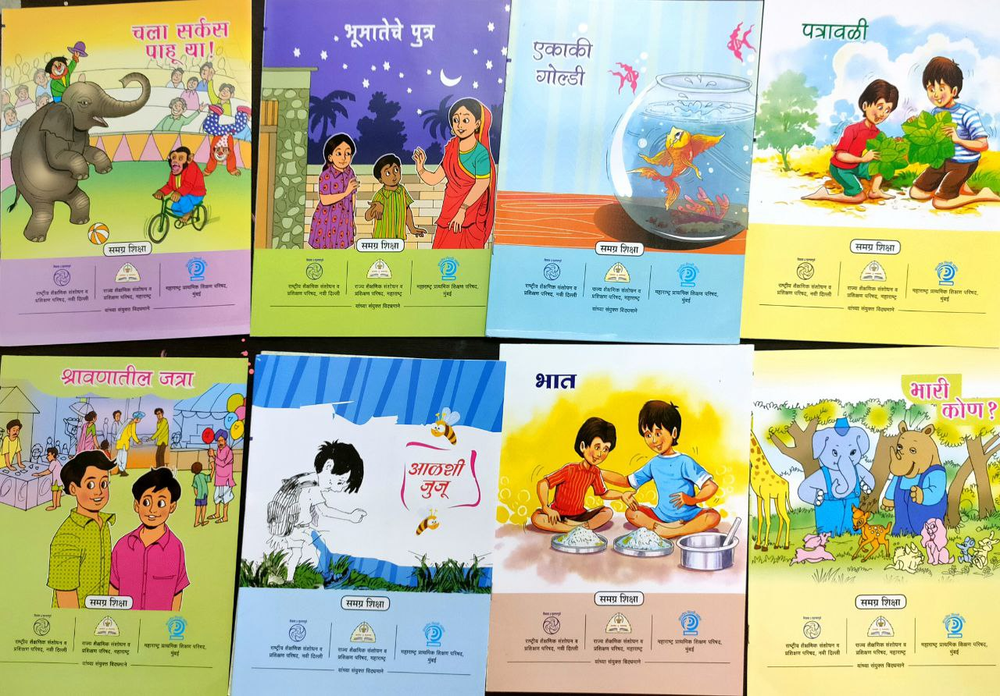 चला सर्कस
पाहू या!
समग्र शिक्षा
राष्ट्रीय शैक्षणिक संशोधन व
प्रशिक्षण परिषद, नवी दिल्ली
राज्य शैक्षणिक संशोधन व
प्रशिक्षण परिषद, महाराष्ट्र
महाराष्ट्र प्राथमिक शिक्षण परिषद,
मुंबई
यांच्या संयुक्त विद्यमाने
भूमातेचे पुत्र
समग्र शिक्षा
राष्ट्रीय शैक्षणिक संशोधन व
प्रशिक्षण परिषद, नवी दिल्ली
राज्य शैक्षणिक संशोधन व
प्रशिक्षण परिषद, महाराष्ट्र
महाराष्ट्र प्राथमिक शिक्षण परिषद,
मुंबई
यांच्या संयुक्त विद्यमाने
एकाकी
गोल्डी
समग्र शिक्षा
राष्ट्रीय शैक्षणिक संशोधन व
प्रशिक्षण परिषद, नवी दिल्ली
राज्य शैक्षणिक संशोधन व
प्रशिक्षण परिषद, महाराष्ट्र
महाराष्ट्र प्राथमिक शिक्षण परिषद,
मुंबई
यांच्या संयुक्त विद्यमाने
पत्रावळी
समग्र शिक्षा
राष्ट्रीय शैक्षणिक संशोधन व
प्रशिक्षण परिषद, नवी दिल्ली
राज्य शैक्षणिक संशोधन व
प्रशिक्षण परिषद, महाराष्ट्र
महाराष्ट्र प्राथमिक शिक्षण परिषद,
मुंबई
यांच्या संयुक्त विद्यमाने
श्रावणातील जत्रा
समग्र शिक्षा
राष्ट्रीय शैक्षणिक संशोधन व
प्रशिक्षण परिषद, नवी दिल्ली
राज्य शैक्षणिक संशोधन व
प्रशिक्षण परिषद, महाराष्ट्र
महाराष्ट्र प्राथमिक शिक्षण परिषद,
मुंबई
यांच्या संयुक्त विद्यमाने
आळशी
जुजू
समग्र शिक्षा
राष्ट्रीय शैक्षणिक संशोधन व
प्रशिक्षण परिषद, नवी दिल्ली
राज्य शैक्षणिक संशोधन व
प्रशिक्षण परिषद, महाराष्ट्र
महाराष्ट्र प्राथमिक शिक्षण परिषद,
मुंबई
यांच्या संयुक्त विद्यमाने
भात
समग्र शिक्षा
राष्ट्रीय शैक्षणिक संशोधन व
प्रशिक्षण परिषद, नवी दिल्ली
राज्य शैक्षणिक संशोधन व
प्रशिक्षण परिषद, महाराष्ट्र
महाराष्ट्र प्राथमिक शिक्षण परिषद,
मुंबई
यांच्या संयुक्त विद्यमाने
भारी
कोण?
समग्र शिक्षा
राष्ट्रीय शैक्षणिक संशोधन व
प्रशिक्षण परिषद, नवी दिल्ली
राज्य शैक्षणिक संशोधन व
प्रशिक्षण परिषद, महाराष्ट्र
महाराष्ट्र प्राथमिक शिक्षण परिषद,
मुंबई
यांच्या संयुक्त विद्यमाने